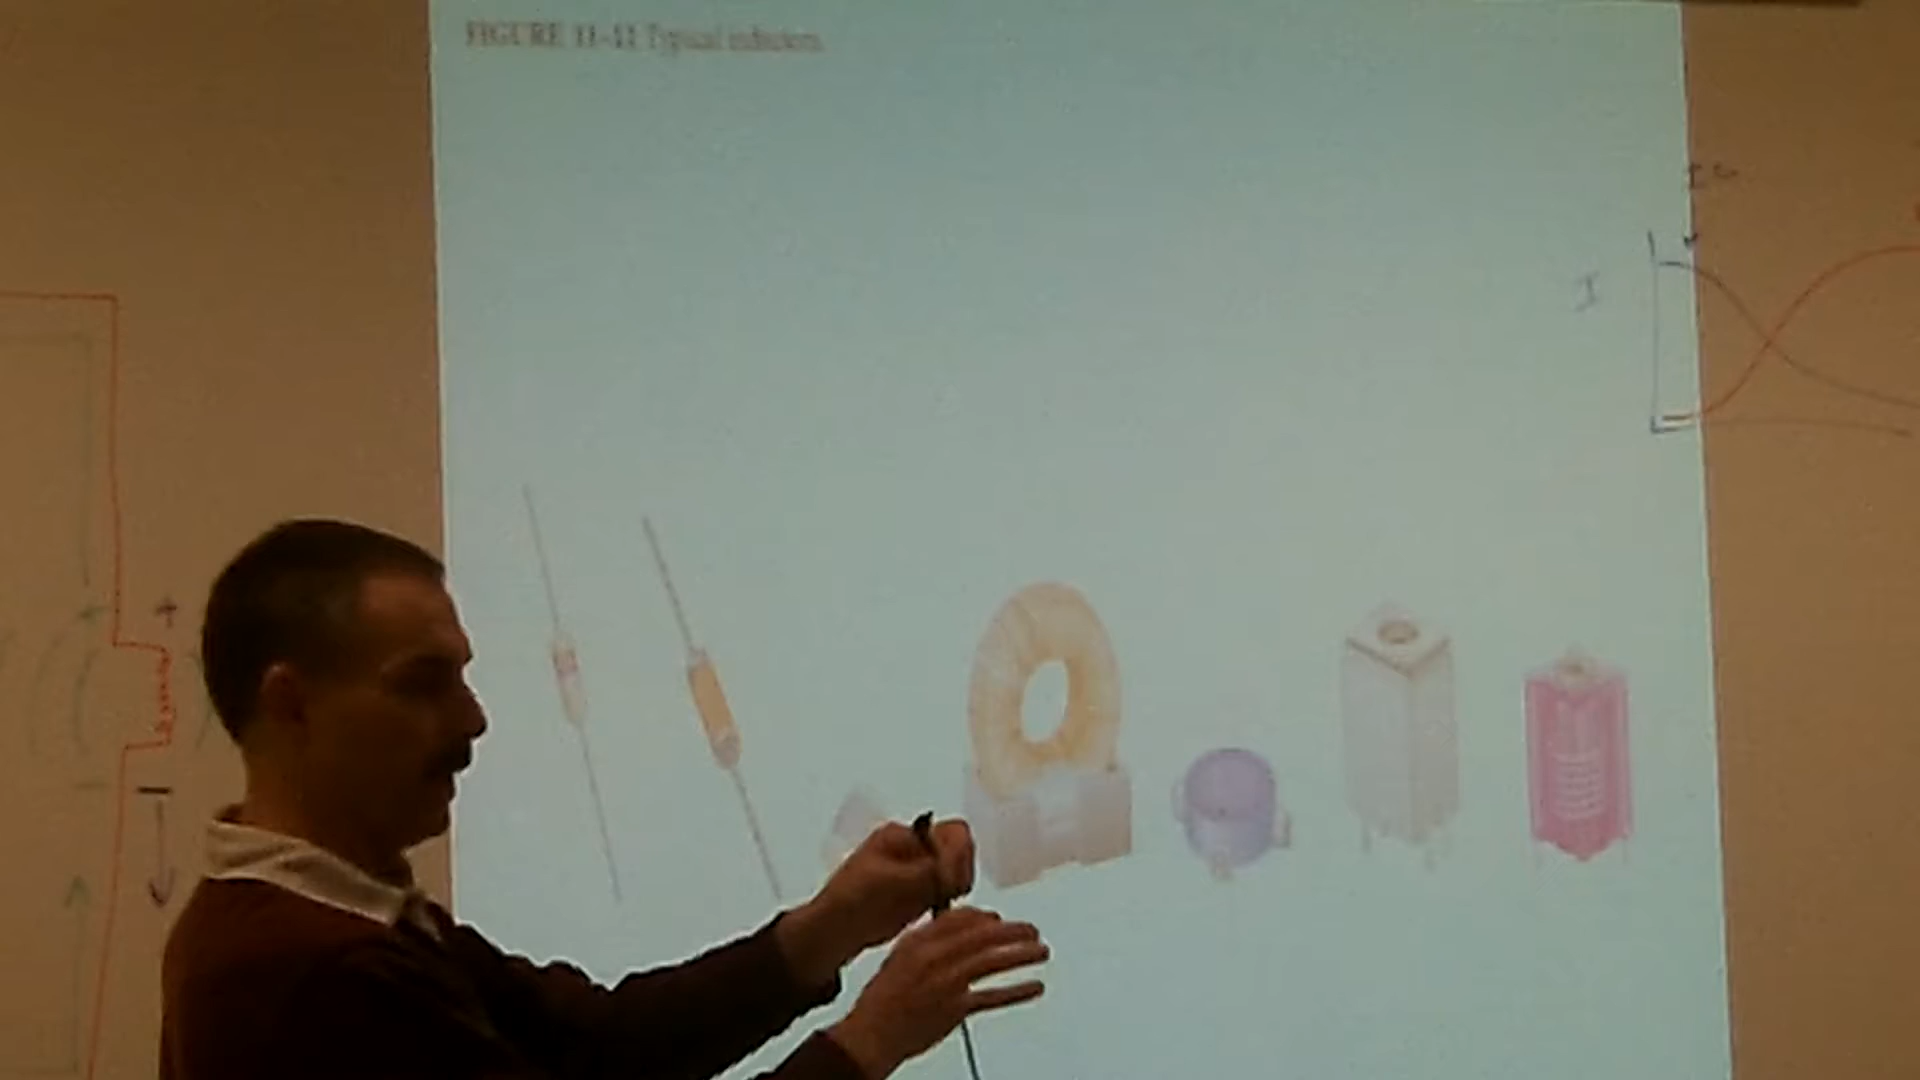 FIGURE 11-11 Typical inductors.
I
+
−